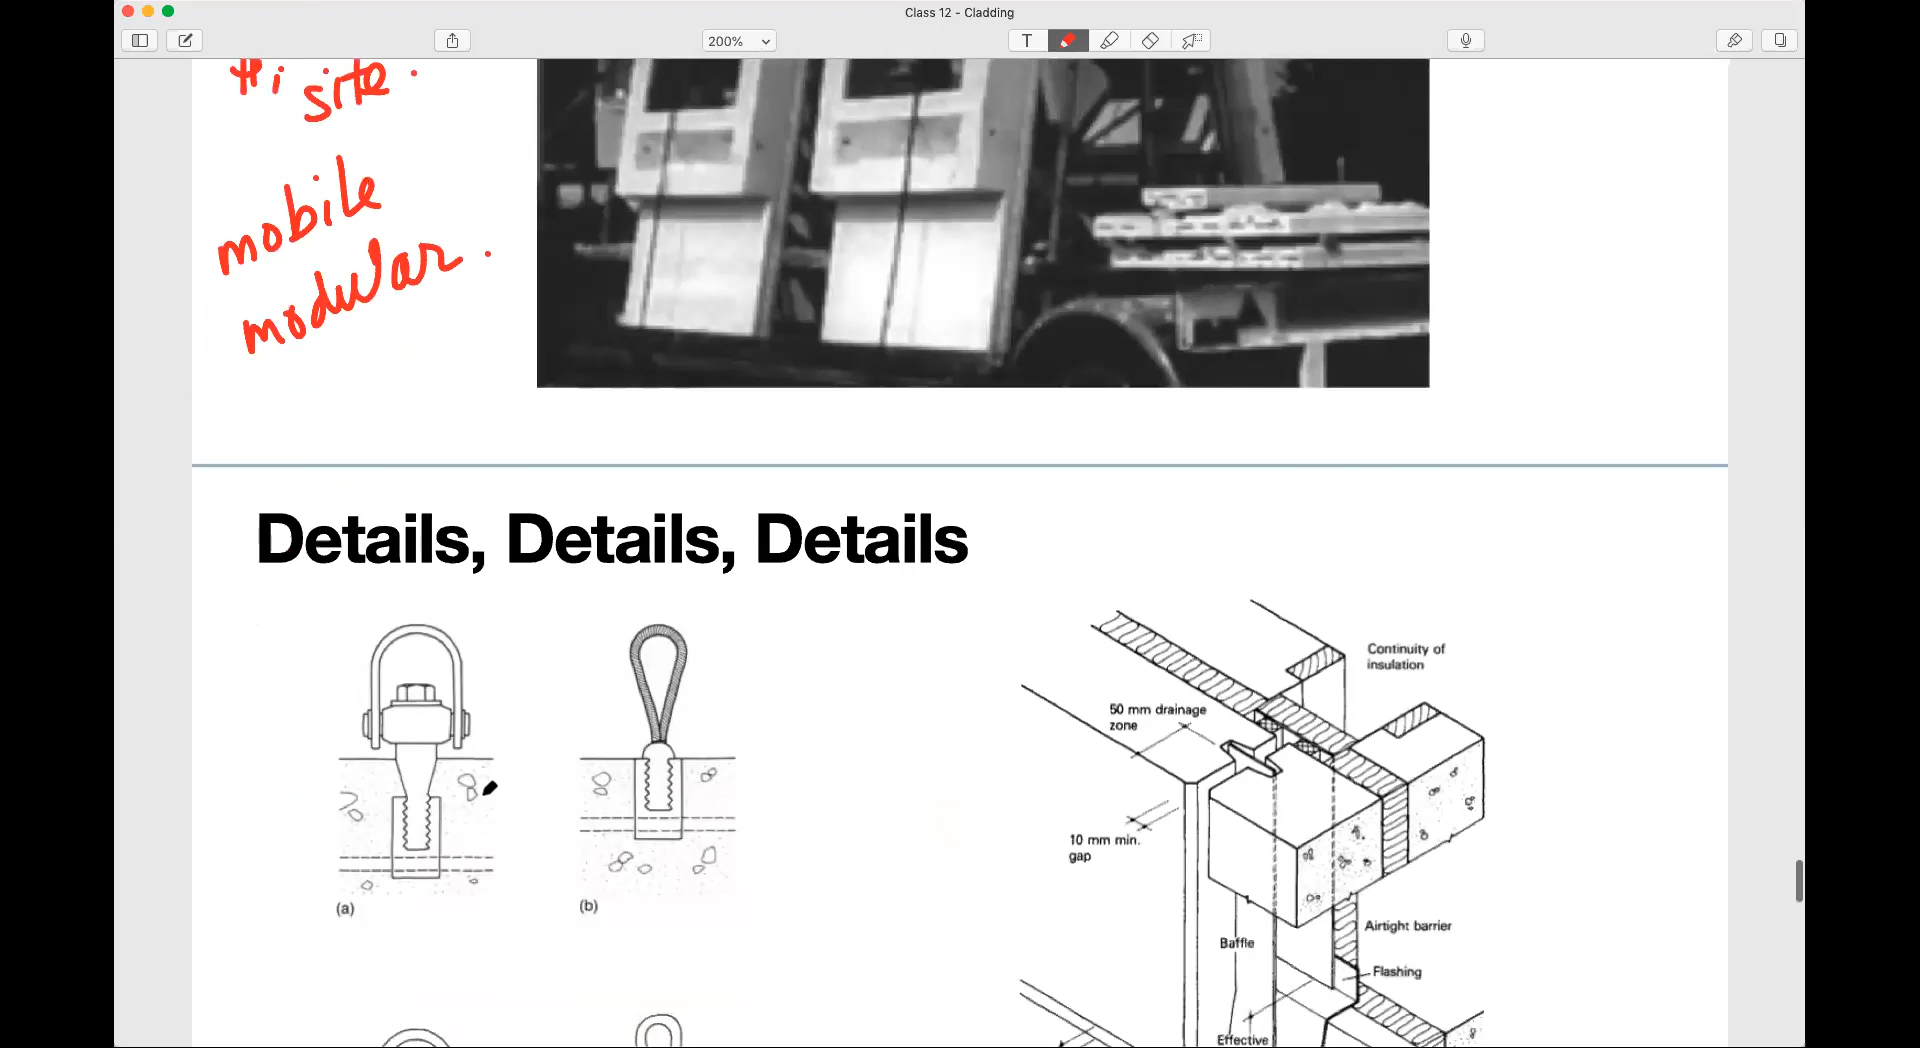 Class 12 - Cladding
200%
T
site.
mobile
modular.
Details, Details, Details
Continuity of
insulation
50 mm drainage
zone
10 mm min.
gap
(a)
(b)
Airtight barrier
Baffle
Flashing
Effective